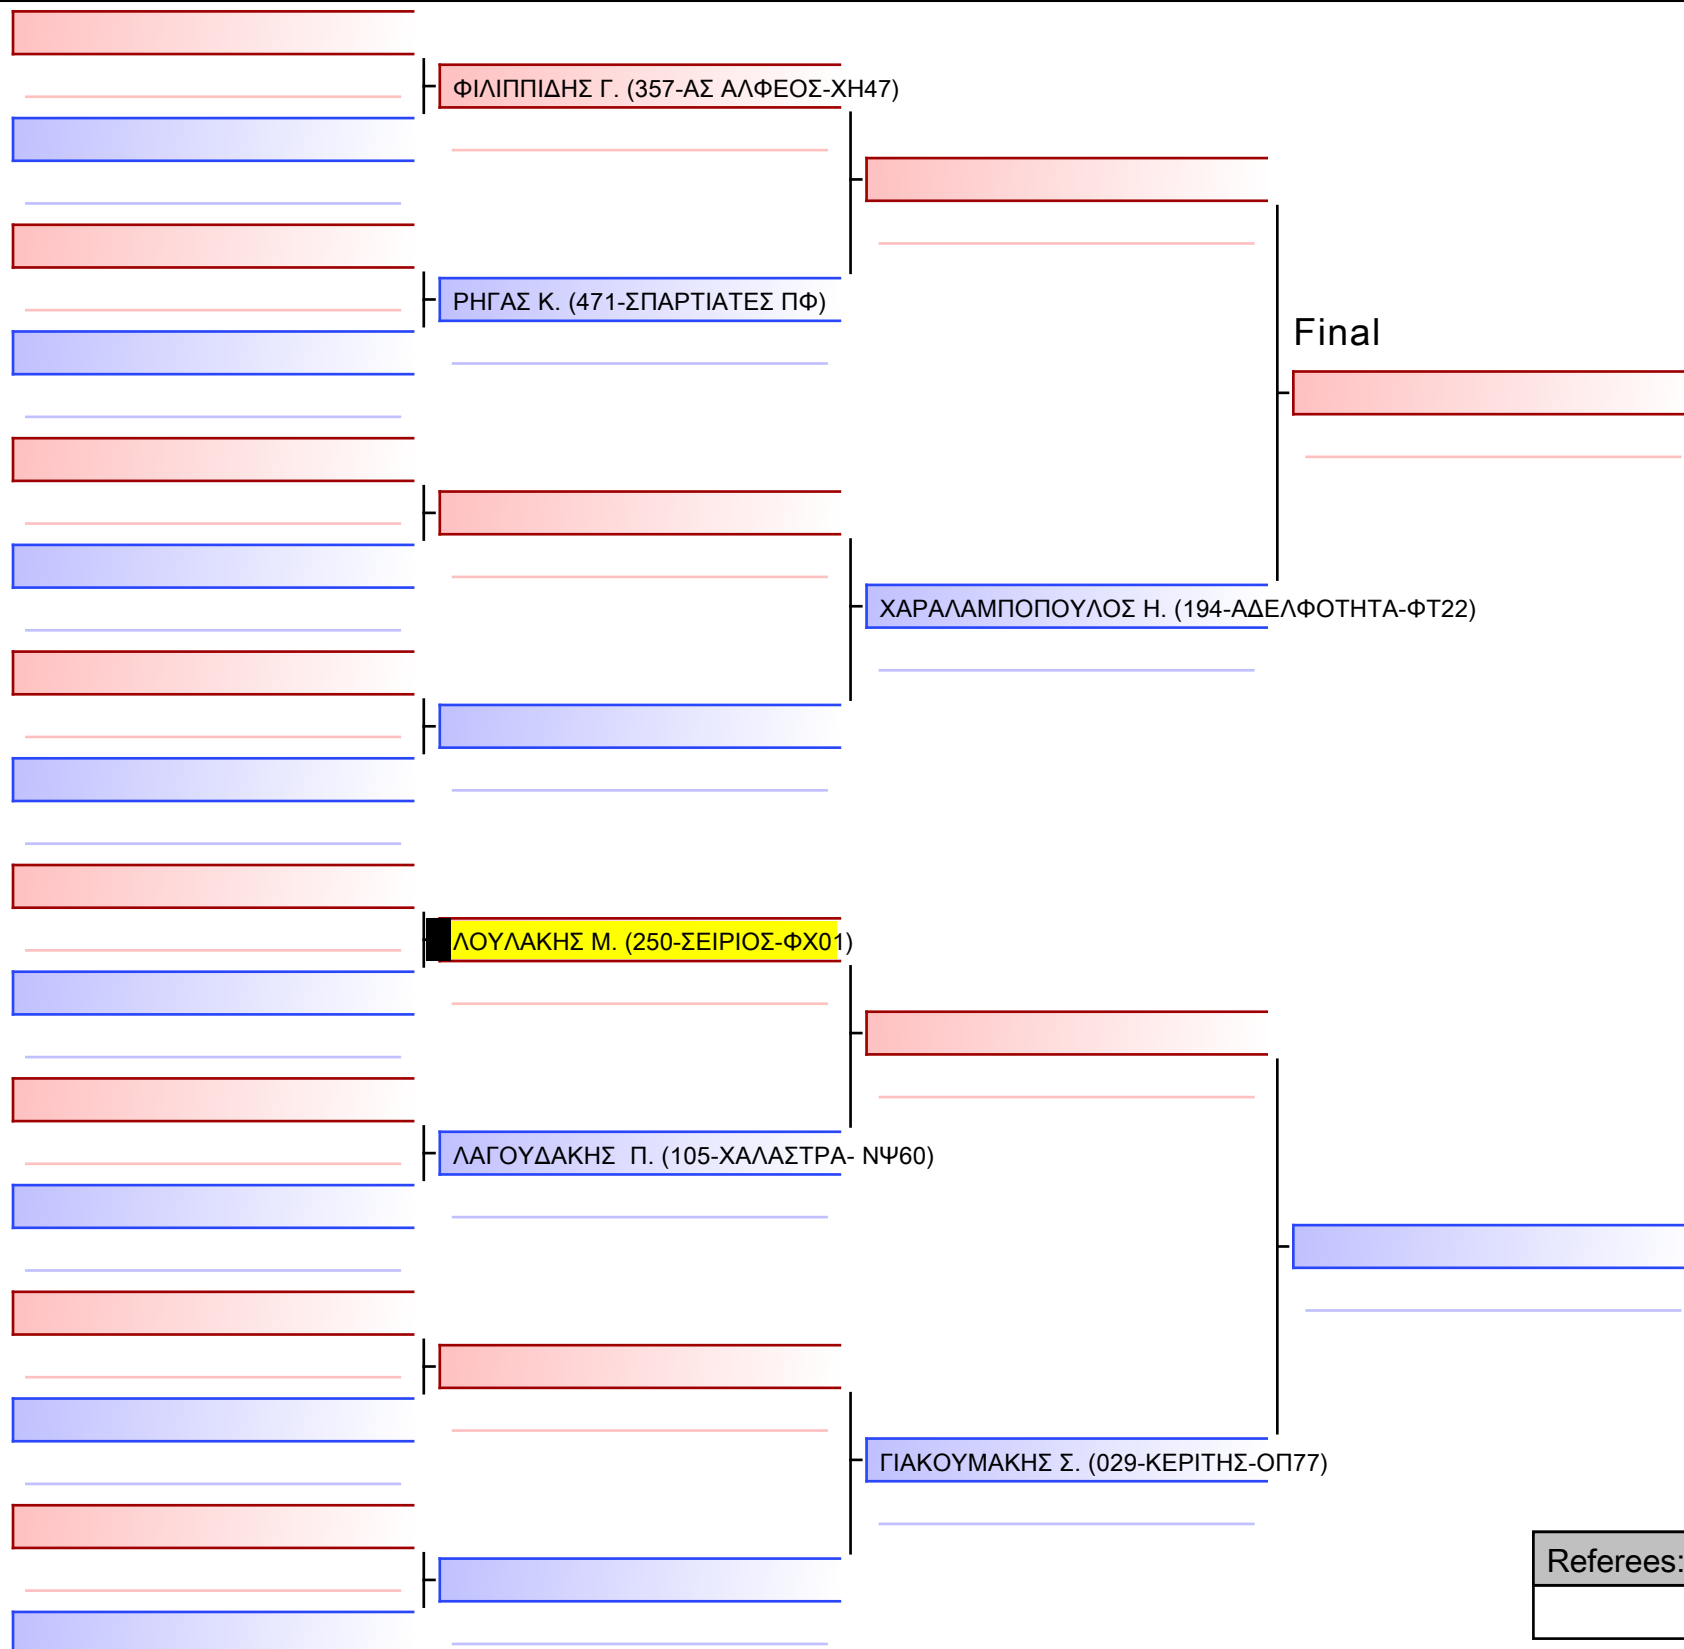 ΦΙΛΙΠΠΙΔΗΣ Γ. (357-ΑΣ ΑΛΦΕΟΣ-ΧΗ47)
ΡΗΓΑΣ Κ. (471-ΣΠΑΡΤΙΑΤΕΣ ΠΦ)
Final
ΧΑΡΑΛΑΜΠΟΠΟΥΛΟΣ Η. (194-ΑΔΕΛΦΟΤΗΤΑ-ΦΤ22)
ΛΟΥΛΑΚΗΣ Μ. (250-ΣΕΙΡΙΟΣ-ΦΧ01)
ΛΑΓΟΥΔΑΚΗΣ  Π. (105-ΧΑΛΑΣΤΡΑ- ΝΨ60)
ΓΙΑΚΟΥΜΑΚΗΣ Σ. (029-ΚΕΡΙΤΗΣ-ΟΠ77)
Referees: